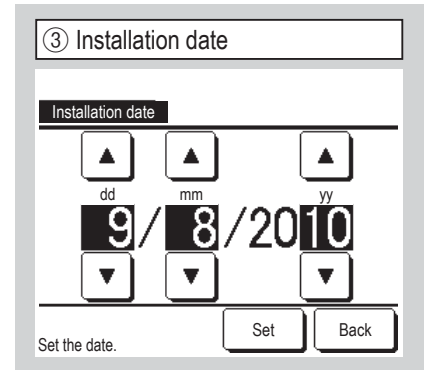 ③ Installation date
Installation date
▲ ▲ ▲
dd mm yy
9/8/2010
▼ ▼ ▼
Set the date. Set Back